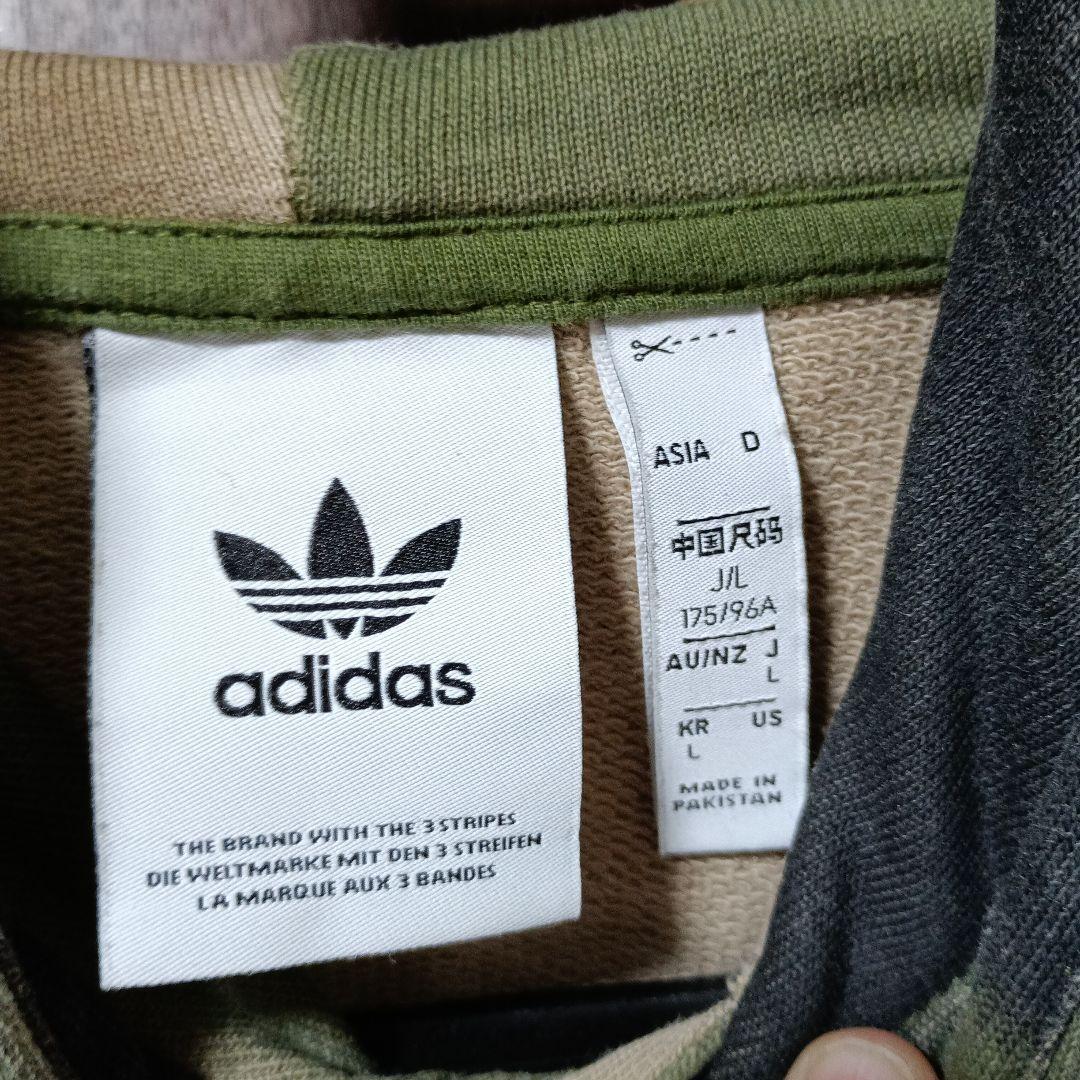 adidas
THE BRAND WITH THE 3 STRIPES
DIE WELTMARKE MIT DEN 3 STREIFEN
LA MARQUE AUX 3 BANDES
ASIA D
中国尺码
J/L
175/96A
AU/NZ J
L
KR US
L
MADE IN
PAKISTAN